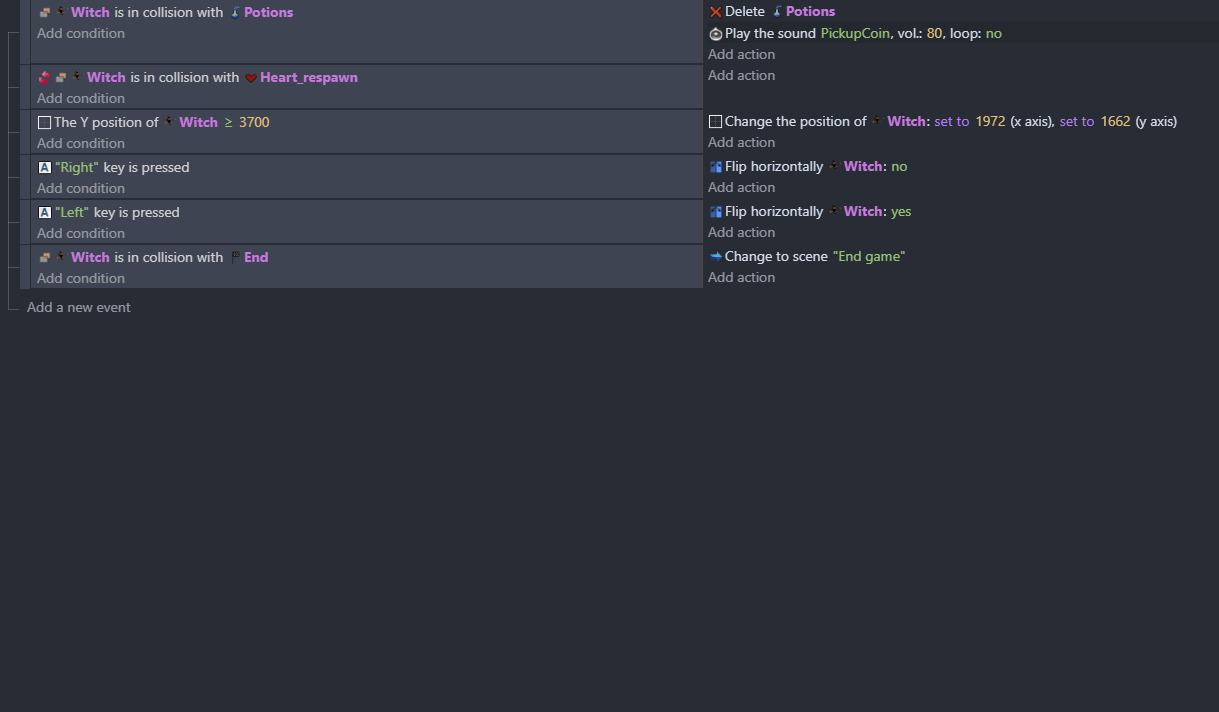 Witch is in collision with Potions
Add condition
Delete Potions
Play the sound PickupCoin, vol.: 80, loop: no
Add action
Witch is in collision with Heart_respawn
Add condition
Add action
The Y position of Witch ≥ 3700
Add condition
Change the position of Witch: set to 1972 (x axis), set to 1662 (y axis)
Add action
A "Right" key is pressed
Add condition
Flip horizontally Witch: no
Add action
A "Left" key is pressed
Add condition
Flip horizontally Witch: yes
Add action
Witch is in collision with End
Add condition
Change to scene "End game"
Add action
Add a new event